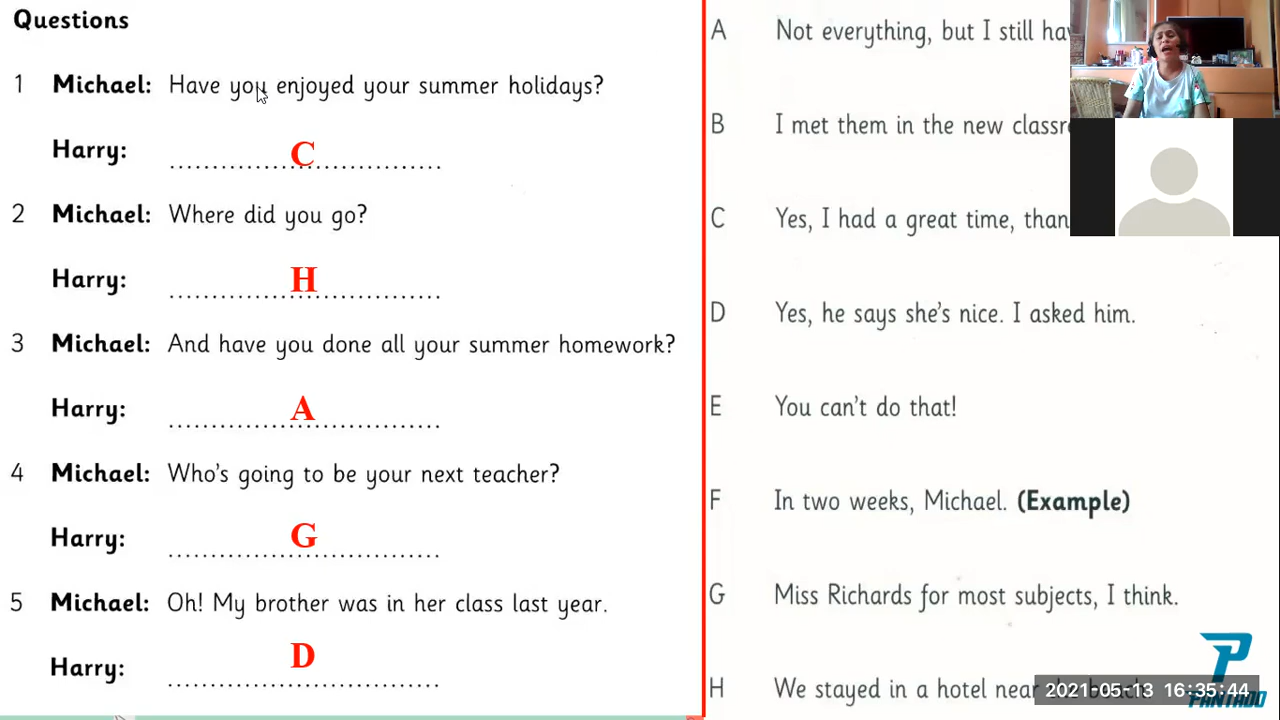 Questions
1 Michael: Have you enjoyed your summer holidays?
Harry: ................................ C
2 Michael: Where did you go?
Harry: ................................ H
3 Michael: And have you done all your summer homework?
Harry: ................................ A
4 Michael: Who's going to be your next teacher?
Harry: ................................ G
5 Michael: Oh! My brother was in her class last year.
Harry: ................................ D
A Not everything, but I still
B I met them in the new
C Yes, I had a great time,
D Yes, he says she's nice. I asked him.
E You can't do that!
F In two weeks, Michael. (Example)
G Miss Richards for most subjects, I think.
H We stayed in a hotel near
2021-05-13 16:35:44
PANTADO